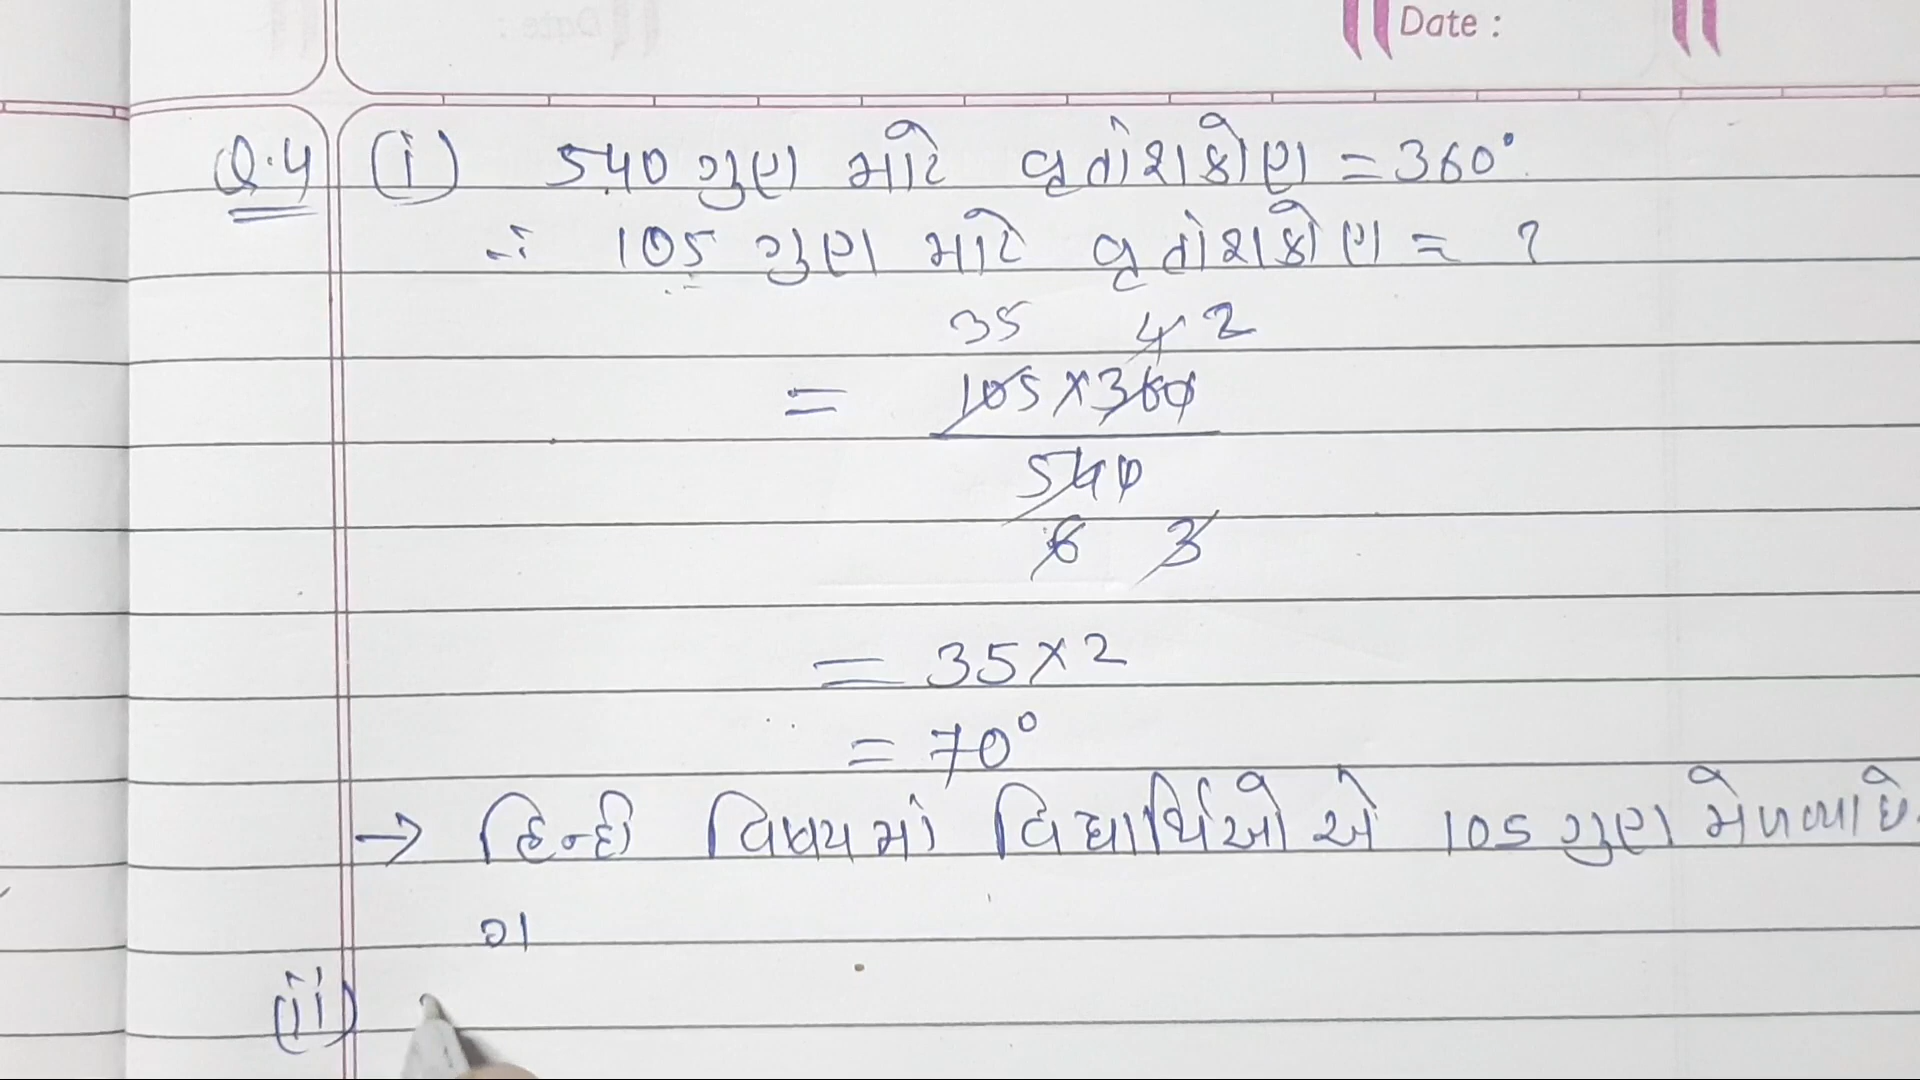 Date :
Q.4 (i) 540 ગુણ માટે વૃતાંશકોણ = 360°
∴ 105 ગુણ માટે વૃતાંશકોણ = ?
35 4 2
= 105 × 360
540
6 3
= 35 × 2
= 70°
→ હિન્દી વિષયમાં વિદ્યાર્થિઓ એ 105 ગુણ મેળવ્યા છે.
(ii)